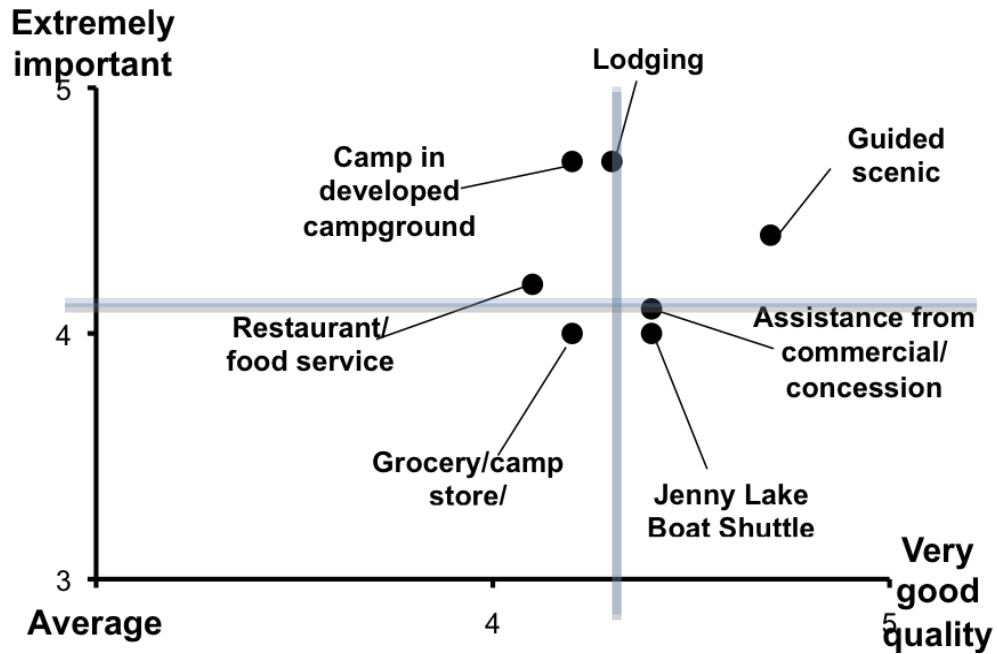 Extremely
important
5
Lodging
Guided
scenic
Camp in
developed
campground
Restaurant/
food service
4
Assistance from
commercial/
concession
Grocery/camp
store/
Jenny Lake
Boat Shuttle
3
Very
good
quality
Average
4
5